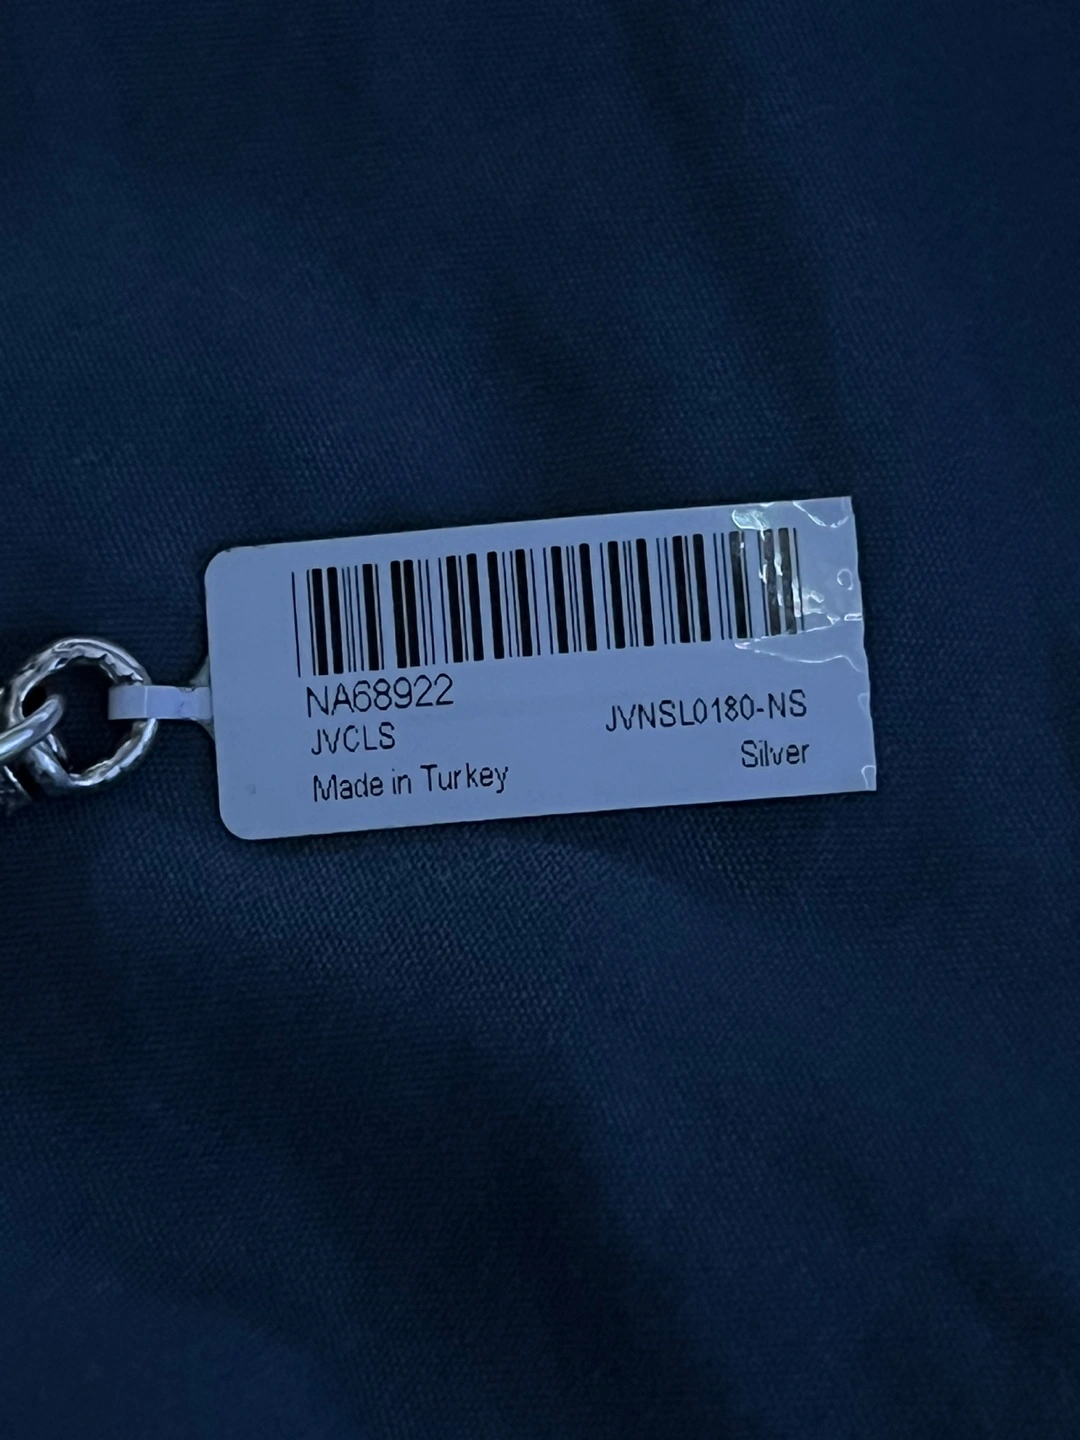 NA68922
JVCLS
JVNSL0180-NS
Made in Turkey
Silver